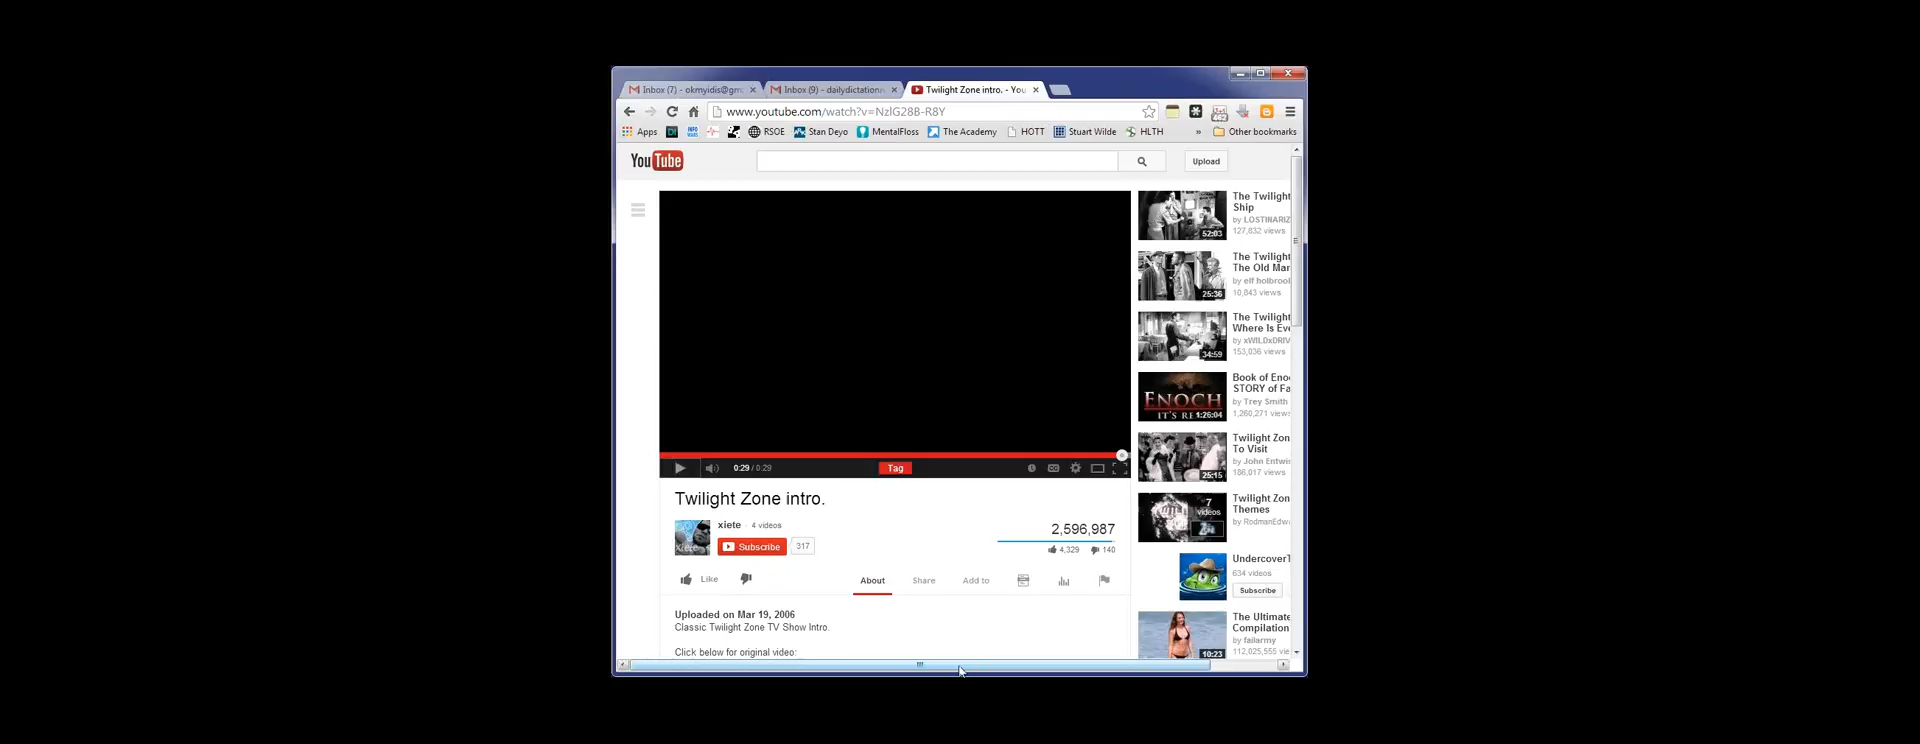 Inbox (7) - okmyidis@gm
Inbox (9) - dailydictation
Twilight Zone intro. - You
www.youtube.com/watch?v=NzlG28B-R8Y
Apps
RSOE
Stan Deyo
MentalFloss
The Academy
HOTT
Stuart Wilde
HLTH
»
Other bookmarks
YouTube
Upload
The Twilight
Ship
by LOSTINARIZ
127,832 views
52:03
The Twilight
The Old Man
by elf holbrook
10,843 views
25:36
The Twilight
Where Is Eve
by xWILDxDRIV
153,036 views
34:59
Book of Eno
STORY of Fa
by Trey Smith
1,260,271 views
ENOCH
IT'S RE
1:26:04
Twilight Zon
To Visit
by John Entwi
186,017 views
25:15
Twilight Zon
Themes
by RodmanEdw
7
videos
0:29 / 0:29
Tag
Twilight Zone intro.
xiete · 4 videos
Subscribe
317
2,596,987
4,329
140
UndercoverT
634 videos
Subscribe
Like
About
Share
Add to
Uploaded on Mar 19, 2006
Classic Twilight Zone TV Show Intro.
Click below for original video:
The Ultimate
Compilation
by failarmy
112,025,555 vie
10:23